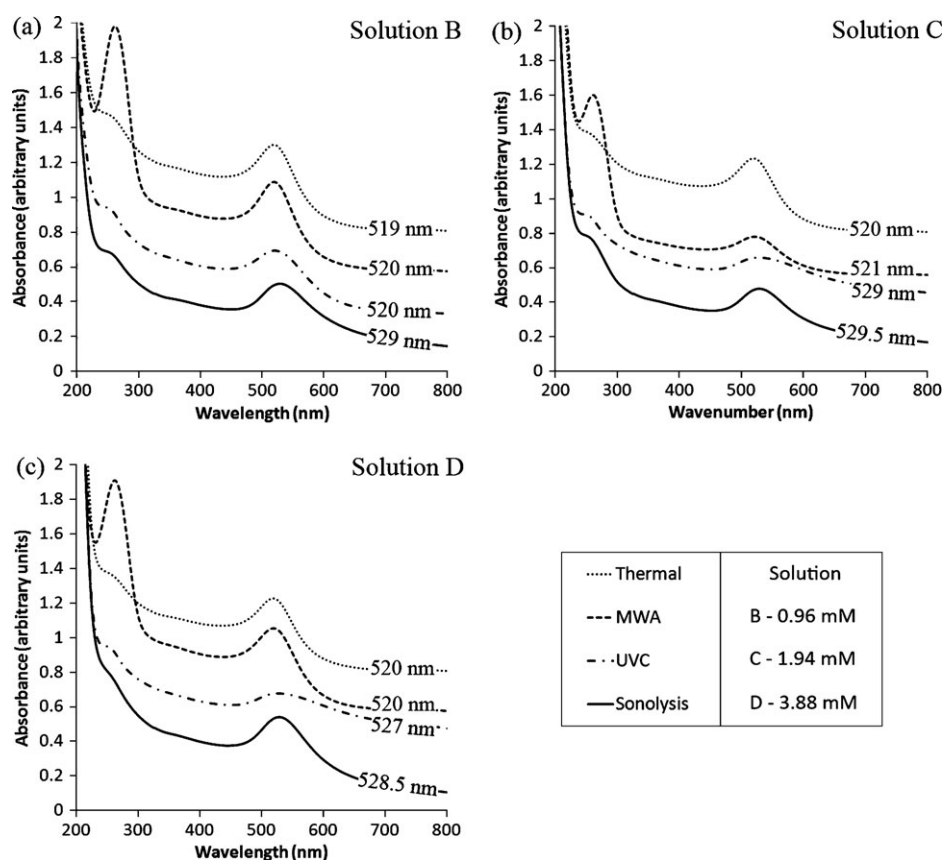 (a)
Solution B
Absorbance (arbitrary units)
2
1.8
1.6
1.4
1.2
1
0.8
0.6
0.4
0.2
0
519 nm
520 nm
520 nm
529 nm
200 300 400 500 600 700 800
Wavelength (nm)
(b)
Solution C
Absorbance (arbitrary units)
2
1.8
1.6
1.4
1.2
1
0.8
0.6
0.4
0.2
0
520 nm
521 nm
529 nm
529.5 nm
200 300 400 500 600 700 800
Wavenumber (nm)
(c)
Solution D
Absorbance (arbitrary units)
2
1.8
1.6
1.4
1.2
1
0.8
0.6
0.4
0.2
0
520 nm
520 nm
527 nm
528.5 nm
200 300 400 500 600 700 800
Wavelength (nm)
Thermal Solution
MWA B - 0.96 mM
UVC C - 1.94 mM
Sonolysis D - 3.88 mM